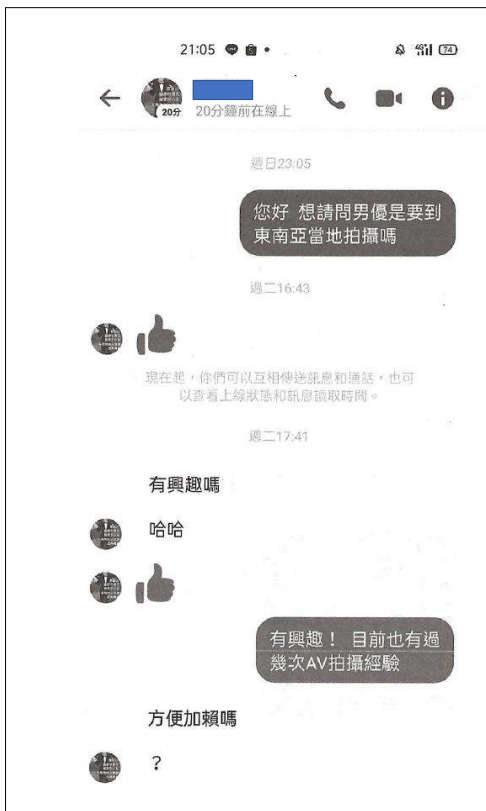 21:05
74
20分
20分鐘前在線上
週日23:05
您好 想請問男優是要到
東南亞當地拍攝嗎
週二16:43
現在起，你們可以互相傳送訊息和通話，也可
以查看上線狀態和訊息讀取時間。
週二17:41
有興趣嗎
哈哈
有興趣！ 目前也有過
幾次AV拍攝經驗
方便加賴嗎
？